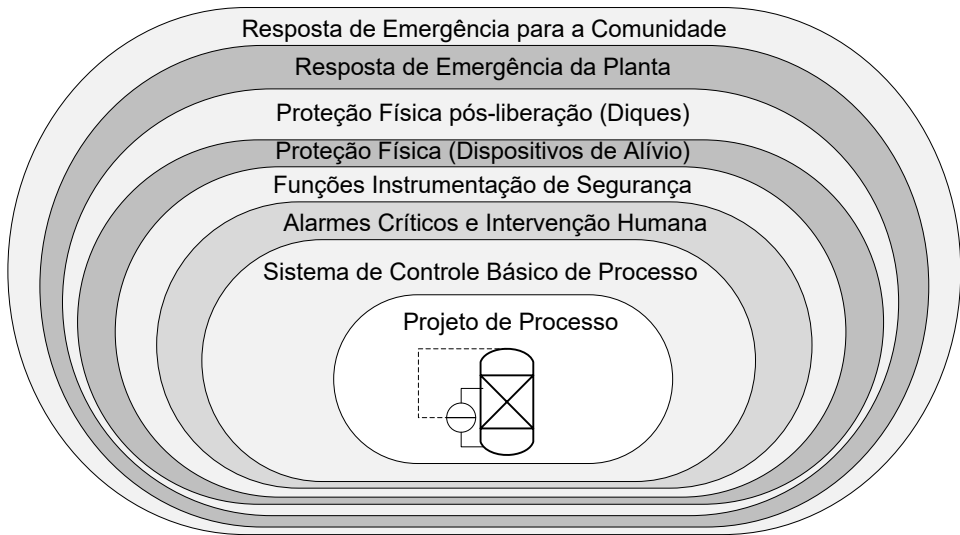 Resposta de Emergência para a Comunidade
Resposta de Emergência da Planta
Proteção Física pós-liberação (Diques)
Proteção Física (Dispositivos de Alívio)
Funções Instrumentação de Segurança
Alarmes Críticos e Intervenção Humana
Sistema de Controle Básico de Processo
Projeto de Processo